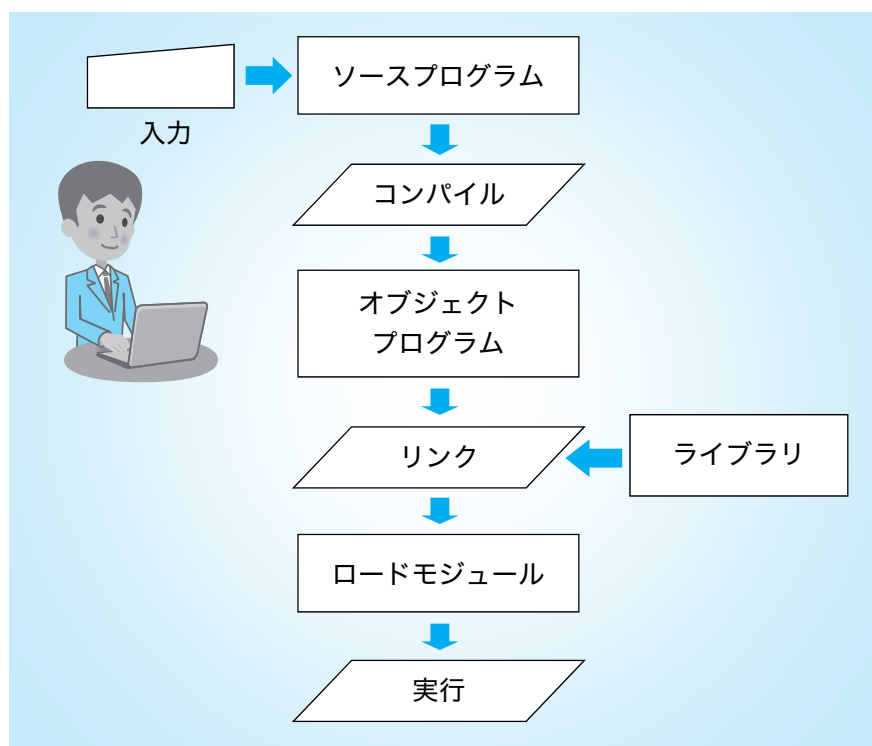 ソースプログラム
入力
コンパイル
オブジェクト
プログラム
リンク
ライブラリ
ロードモジュール
実行